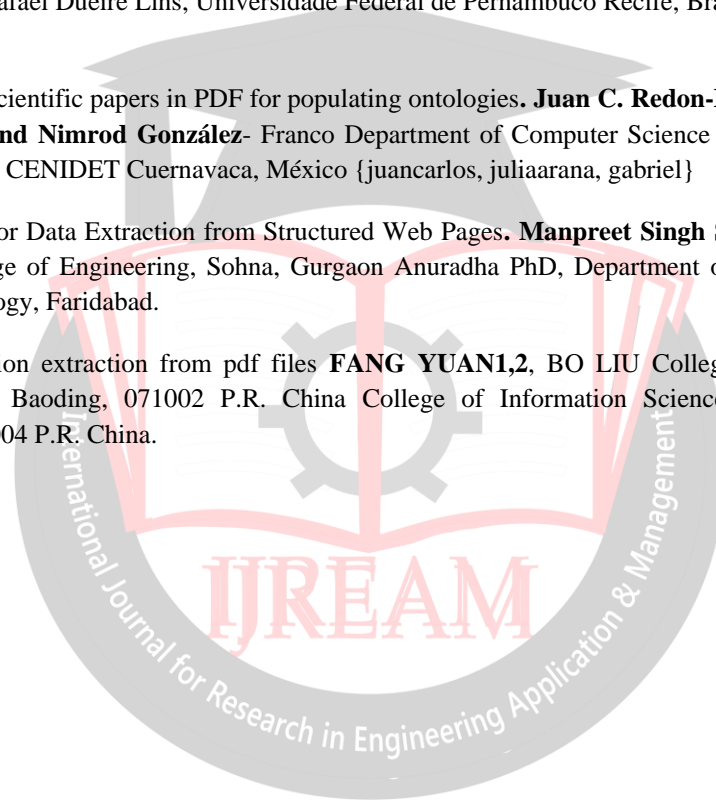 afael Dueire Lins, Universidade Federal de Pernambuco Recife, Bra
cientific papers in PDF for populating ontologies. Juan C. Redon-
nd Nimrod González- Franco Department of Computer Science
CENIDET Cuernavaca, México {juancarlos, juliaarana, gabriel}
or Data Extraction from Structured Web Pages. Manpreet Singh S
ge of Engineering, Sohna, Gurgaon Anuradha PhD, Department o
ogy, Faridabad.
ion extraction from pdf files FANG YUAN1,2, BO LIU Colleg
Baoding, 071002 P.R. China College of Information Scienc
04 P.R. China.
International Journal for Research in Engineering Application & Management
IJREAM